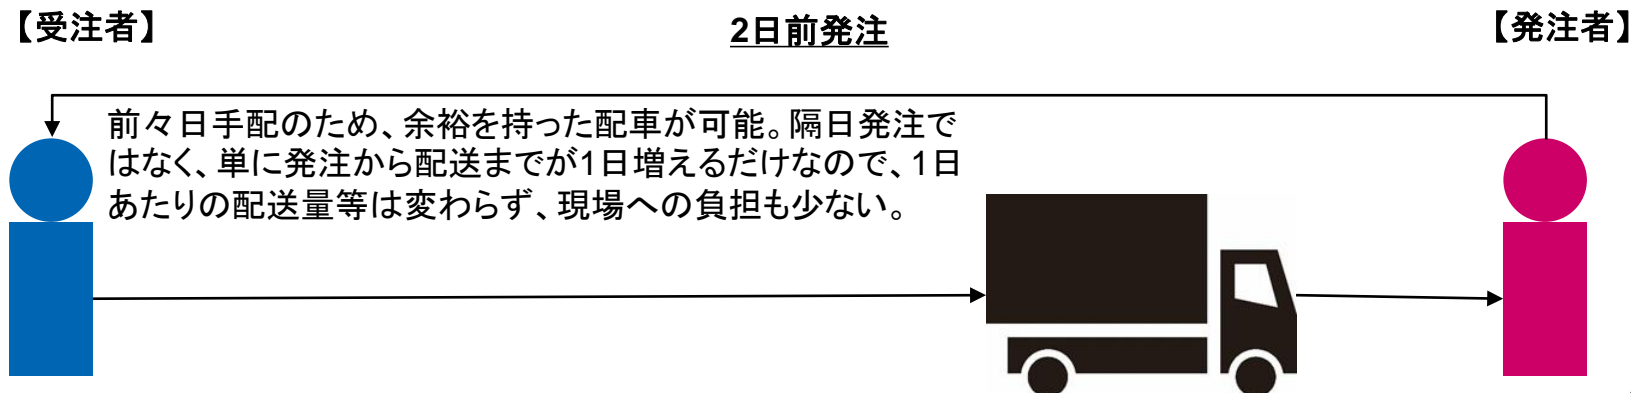 【受注者】
2日前発注
【発注者】
前々日手配のため、余裕を持った配車が可能。隔日発注で
はなく、単に発注から配送までが1日増えるだけなので、1日
あたりの配送量等は変わらず、現場への負担も少ない。